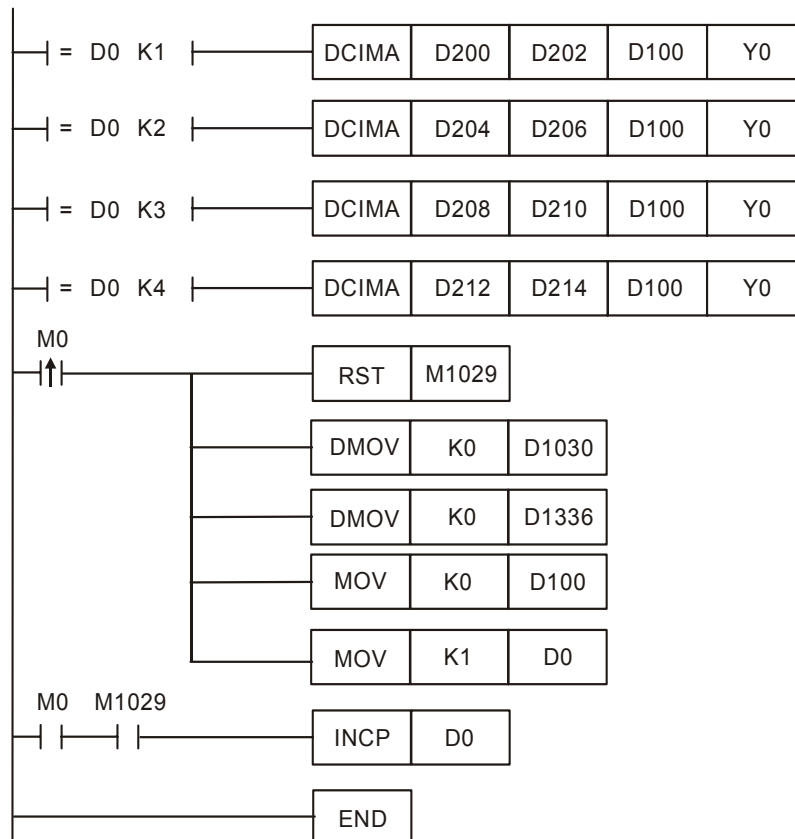 = D0 K1 DCIMA D200 D202 D100 Y0
= D0 K2 DCIMA D204 D206 D100 Y0
= D0 K3 DCIMA D208 D210 D100 Y0
= D0 K4 DCIMA D212 D214 D100 Y0
M0
RST M1029
DMOV K0 D1030
DMOV K0 D1336
MOV K0 D100
MOV K1 D0
M0 M1029
INCP D0
END